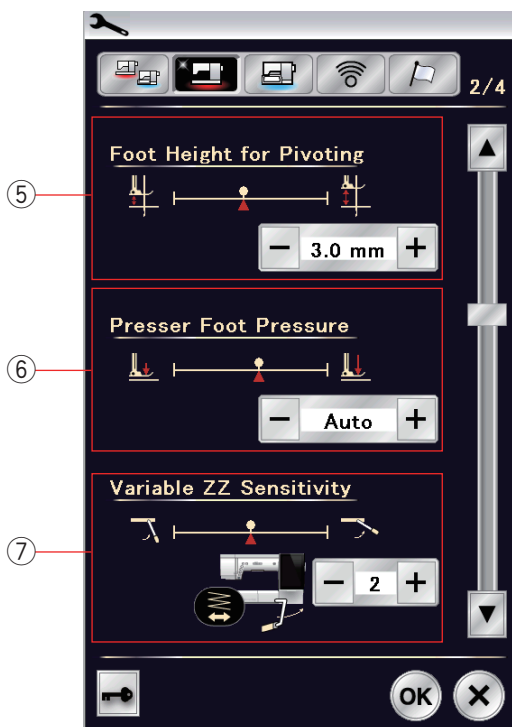 2/4
⑤
Foot Height for Pivoting
− 3.0 mm +
⑥
Presser Foot Pressure
− Auto +
⑦
Variable ZZ Sensitivity
− 2 +
OK ×